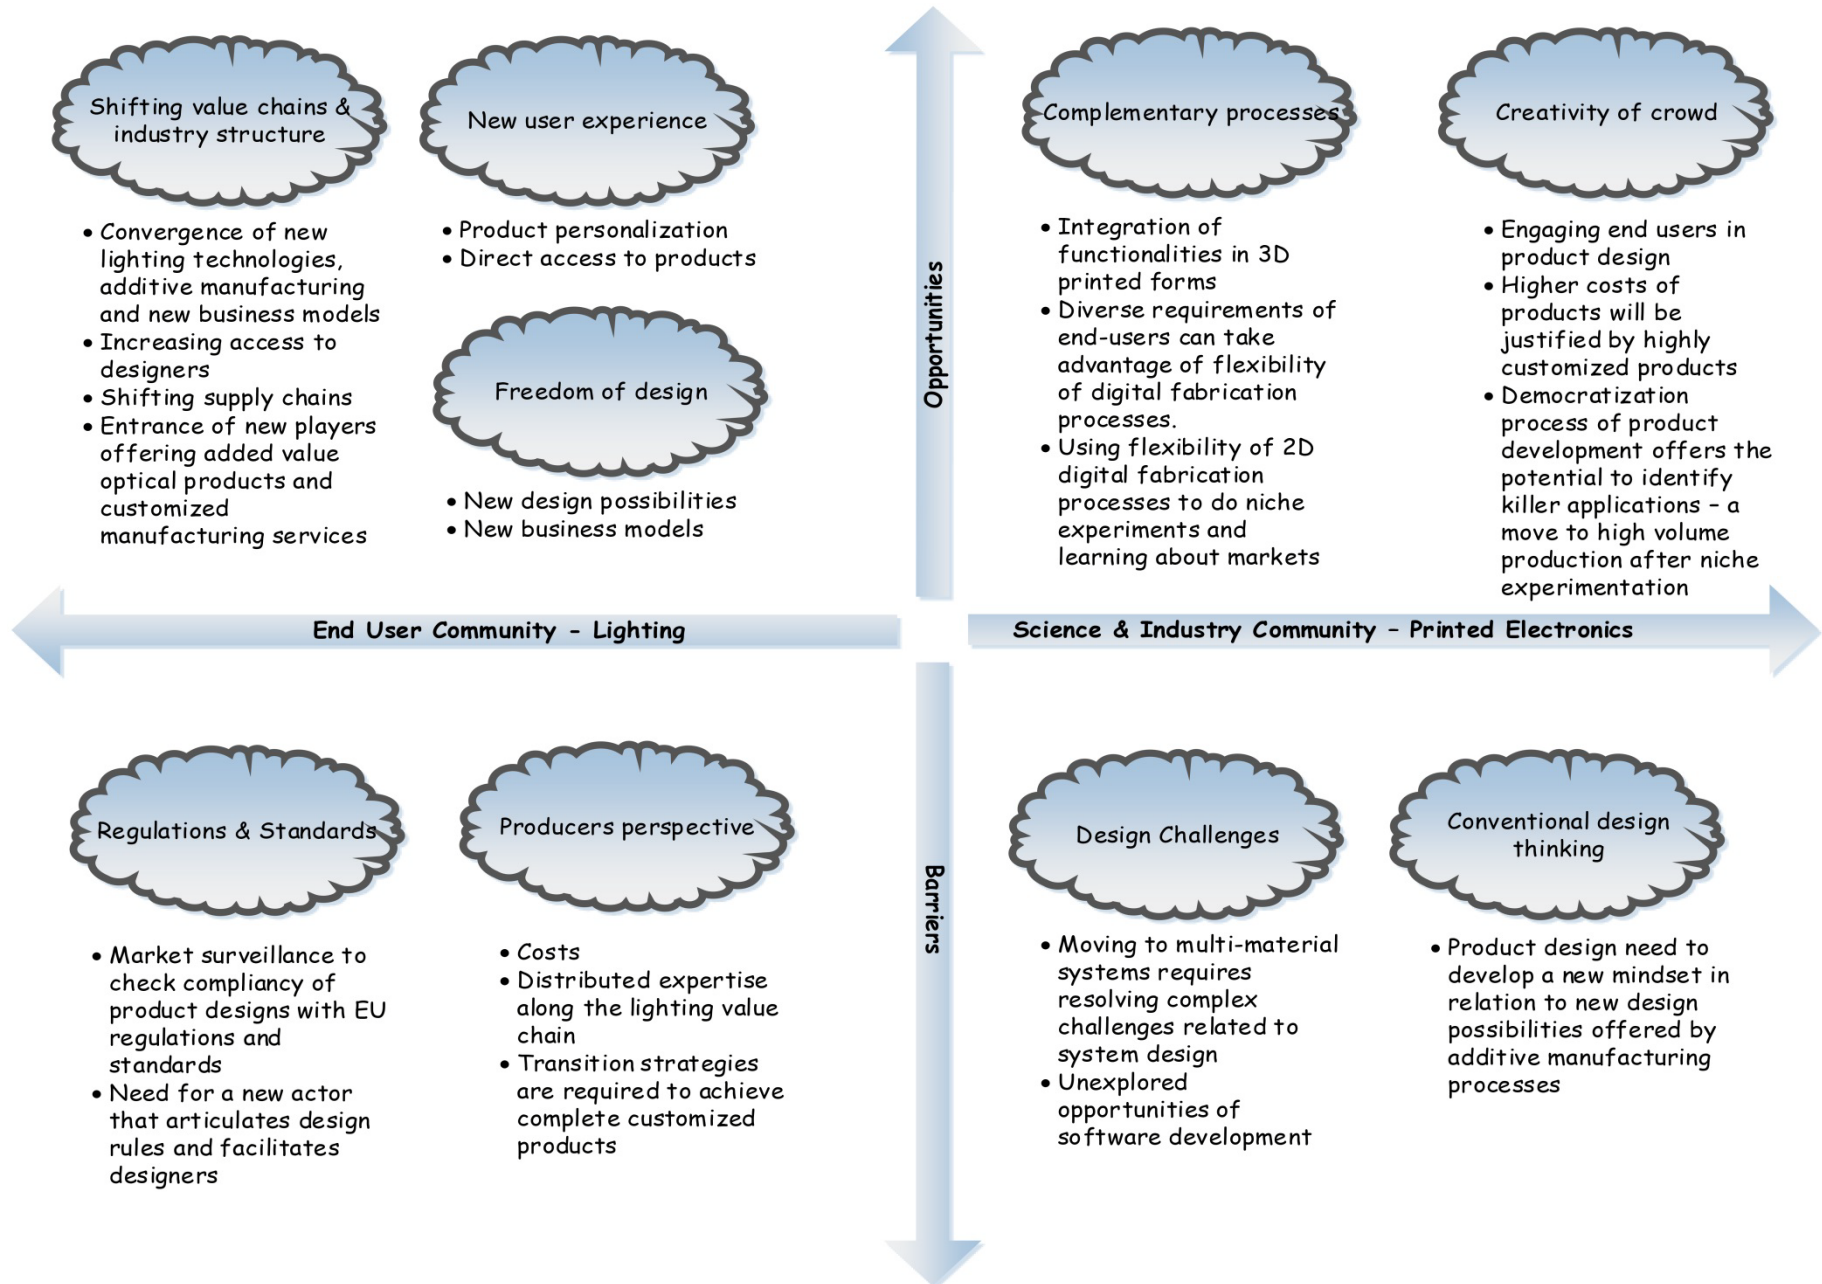 Shifting value chains &
industry structure
• Convergence of new
lighting technologies,
additive manufacturing
and new business models
• Increasing access to
designers
• Shifting supply chains
• Entrance of new players
offering added value
optical products and
customized
manufacturing services
New user experience
• Product personalization
• Direct access to products
Freedom of design
• New design possibilities
• New business models
Opportunities
Complementary processes
• Integration of
functionalities in 3D
printed forms
• Diverse requirements of
end-users can take
advantage of flexibility
of digital fabrication
processes.
• Using flexibility of 2D
digital fabrication
processes to do niche
experiments and
learning about markets
Creativity of crowd
• Engaging end users in
product design
• Higher costs of
products will be
justified by highly
customized products
• Democratization
process of product
development offers the
potential to identify
killer applications – a
move to high volume
production after niche
experimentation
End User Community - Lighting
Science & Industry Community – Printed Electronics
Regulations & Standards
• Market surveillance to
check compliancy of
product designs with EU
regulations and
standards
• Need for a new actor
that articulates design
rules and facilitates
designers
Producers perspective
• Costs
• Distributed expertise
along the lighting value
chain
• Transition strategies
are required to achieve
complete customized
products
Barriers
Design Challenges
• Moving to multi-material
systems requires
resolving complex
challenges related to
system design
• Unexplored
opportunities of
software development
Conventional design
thinking
• Product design need to
develop a new mindset in
relation to new design
possibilities offered by
additive manufacturing
processes